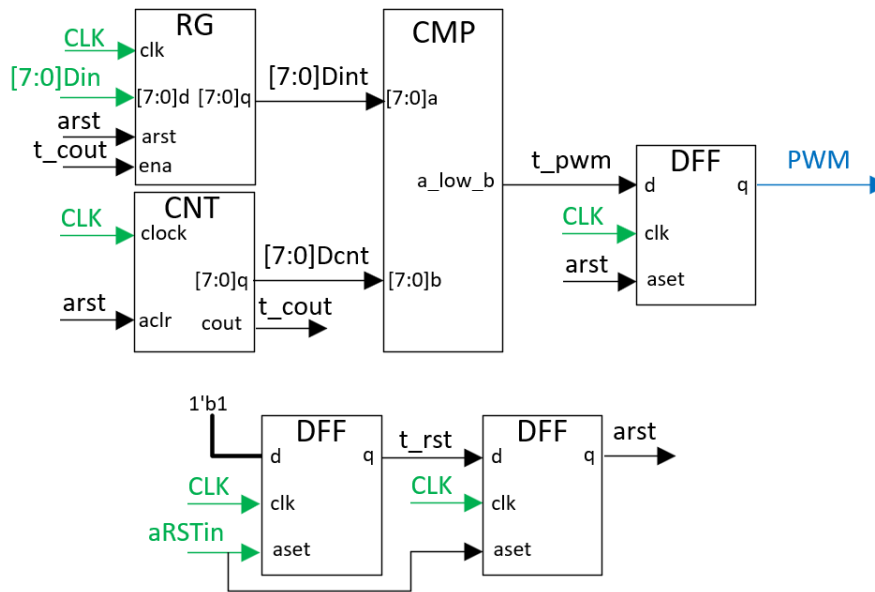 RG
CLK
clk
[7:0]Din
[7:0]d
[7:0]q
arst
arst
t_cout
ena
[7:0]Dint
CMP
[7:0]a
a_low_b
[7:0]b
CNT
CLK
clock
[7:0]q
[7:0]Dcnt
arst
aclr
cout
t_cout
t_pwm
DFF
d
q
PWM
CLK
clk
arst
aset
1'b1
DFF
d
q
t_rst
CLK
clk
aRSTin
aset
DFF
d
q
arst
CLK
clk
aset